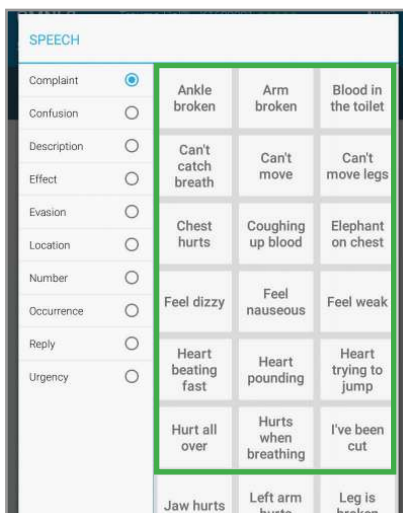 SPEECH
Complaint
Confusion
Description
Effect
Evasion
Location
Number
Occurrence
Reply
Urgency
Ankle
broken
Arm
broken
Blood in
the toilet
Can't
catch
breath
Can't
move
Can't
move legs
Chest
hurts
Coughing
up blood
Elephant
on chest
Feel dizzy
Feel
nauseous
Feel weak
Heart
beating
fast
Heart
pounding
Heart
trying to
jump
Hurt all
over
Hurts
when
breathing
I've been
cut
Jaw hurts
Left arm
hurts
Leg is
broken